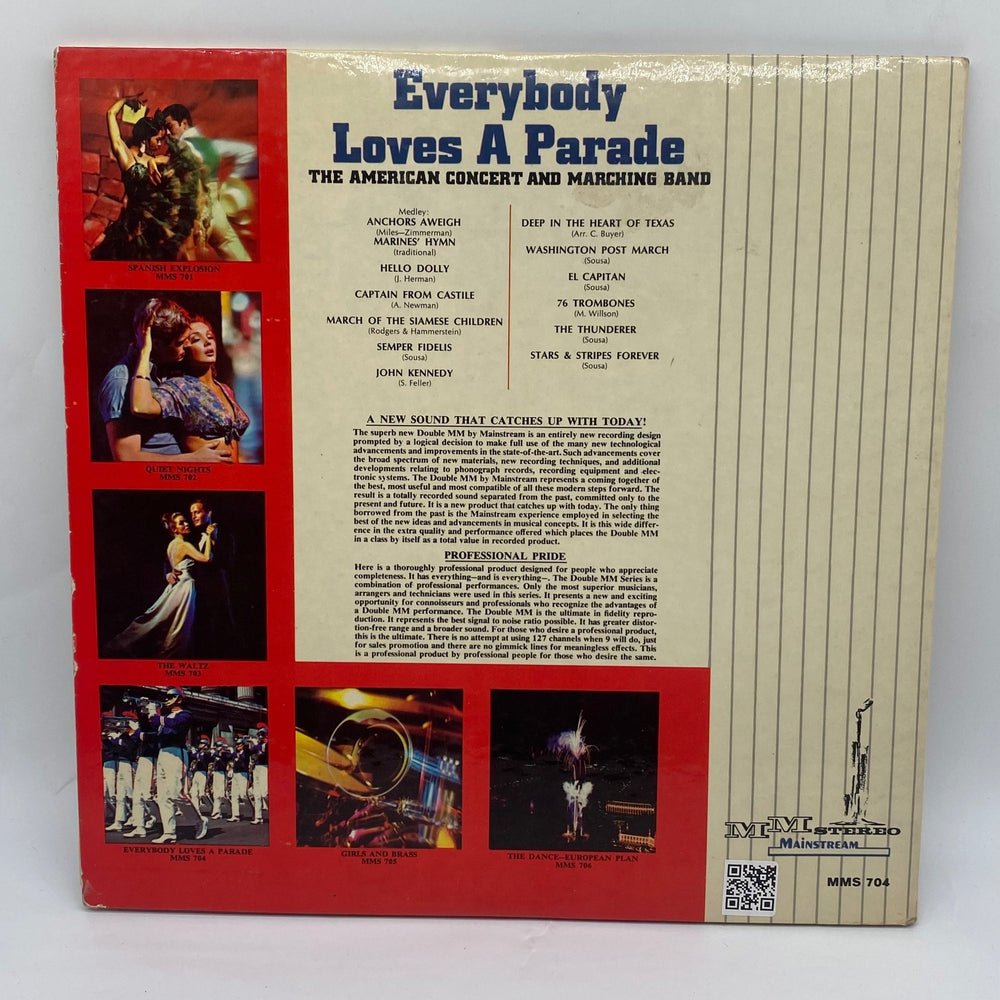 Everybody
Loves A Parade
THE AMERICAN CONCERT AND MARCHING BAND
Medley:
ANCHORS AWEIGH
(Miles—Zimmerman)
MARINES' HYMN
(traditional)
HELLO DOLLY
(J. Herman)
CAPTAIN FROM CASTILE
(A. Newman)
MARCH OF THE SIAMESE CHILDREN
(Rodgers & Hammerstein)
SEMPER FIDELIS
(Sousa)
JOHN KENNEDY
(S. Feller)
DEEP IN THE HEART OF TEXAS
(Arr. C. Buyer)
WASHINGTON POST MARCH
(Sousa)
EL CAPITAN
(Sousa)
76 TROMBONES
(M. Willson)
THE THUNDERER
(Sousa)
STARS & STRIPES FOREVER
(Sousa)
A NEW SOUND THAT CATCHES UP WITH TODAY!
The superb new Double MM by Mainstream is an entirely new recording design
prompted by a logical decision to make full use of the many new technological
advancements and improvements in the state-of-the-art. Such advancements cover
the broad spectrum of new materials, new recording techniques, and additional
developments relating to phonograph records, recording equipment and elec-
tronic systems. The Double MM by Mainstream represents a coming together of
the best, most useful and most compatible of all these modern steps forward. The
result is a totally recorded sound separated from the past, committed only to the
present and future. It is a new product that catches up with today. The only thing
borrowed from the past is the Mainstream experience employed in selecting the
best of the new ideas and advancements in musical concepts. It is this wide differ-
ence in the extra quality and performance offered which places the Double MM
in a class by itself as a total value in recorded product.
PROFESSIONAL PRIDE
Here is a thoroughly professional product designed for people who appreciate
completeness. It has everything—and is everything—. The Double MM Series is a
combination of professional performances. Only the most superior musicians,
arrangers and technicians were used in this series. It presents a new and exciting
opportunity for connoisseurs and professionals who recognize the advantages of
a Double MM performance. The Double MM is the ultimate in fidelity repro-
duction. It represents the best signal to noise ratio possible. It has greater distor-
tion-free range and a broader sound. For those who desire a professional product,
this is the ultimate. There is no attempt at using 127 channels when 9 will do, just
for sales promotion and there are no gimmick lines for meaningless effects. This
is a professional product by professional people for those who desire the same.
SPANISH EXPLOSION
MMS 701
QUIET NIGHTS
MMS 702
THE WALTZ
MMS 703
EVERYBODY LOVES A PARADE
MMS 704
GIRLS AND BRASS
MMS 705
THE DANCE—EUROPEAN PLAN
MMS 706
MM STEREO
MAINSTREAM
MMS 704